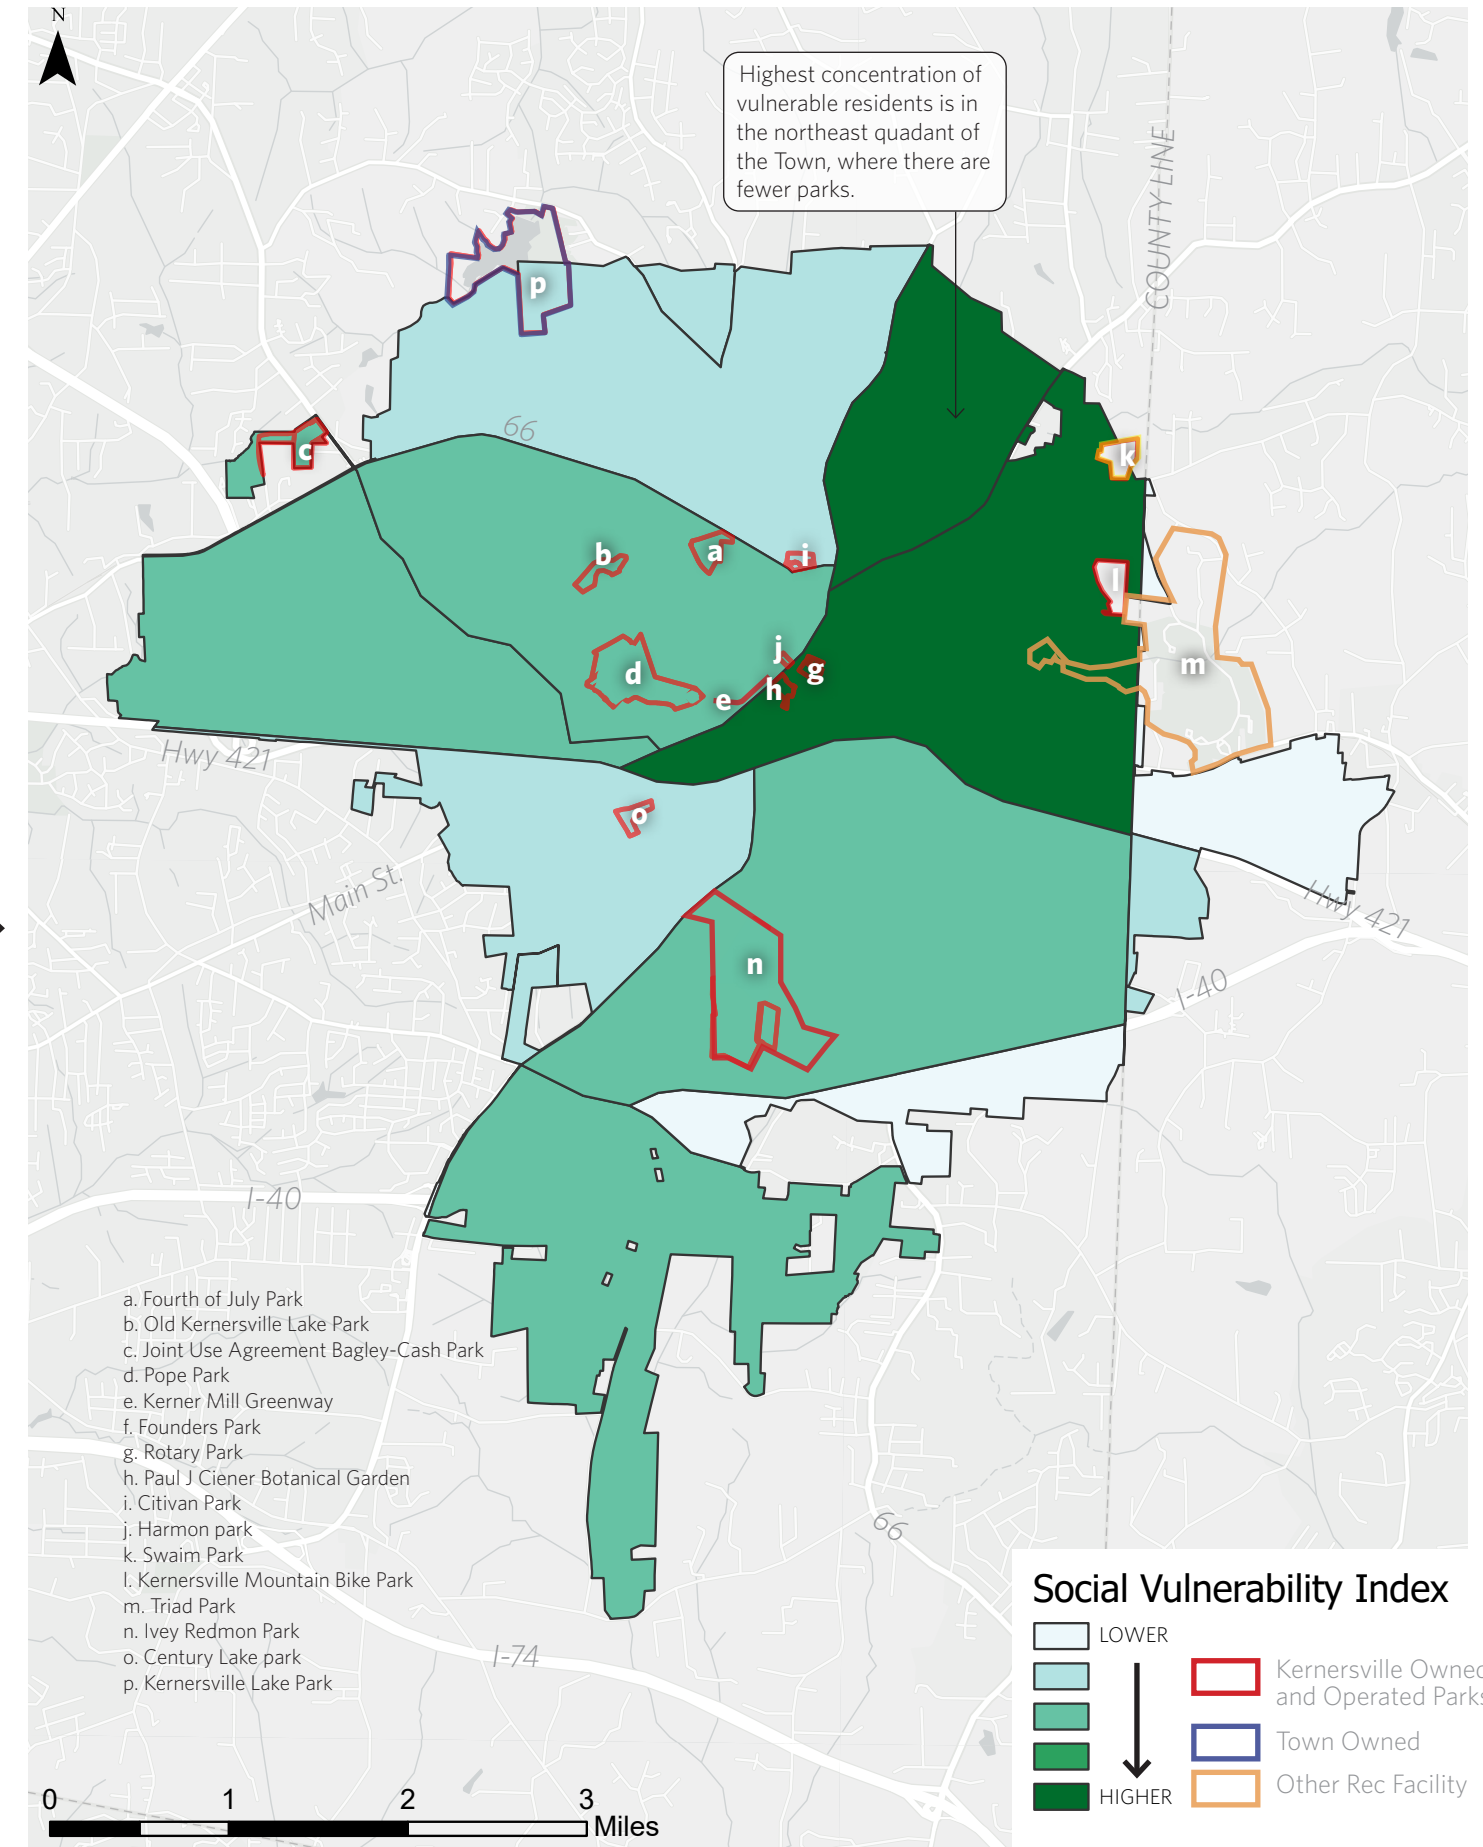 N
Highest concentration of
vulnerable residents is in
the northeast quadant of
the Town, where there are
fewer parks.
COUNTY LINE
p
66
c
k
b
a
i
l
j
g
d
m
h
e
Hwy 421
o
Main St.
Hwy 421
n
I-40
I-40
a. Fourth of July Park
b. Old Kernersville Lake Park
c. Joint Use Agreement Bagley-Cash Park
d. Pope Park
e. Kerner Mill Greenway
f. Founders Park
g. Rotary Park
h. Paul J Ciener Botanical Garden
i. Citivan Park
j. Harmon park
k. Swaim Park
l. Kernersville Mountain Bike Park
m. Triad Park
n. Ivey Redmon Park
o. Century Lake park
p. Kernersville Lake Park
66
I-74
Social Vulnerability Index
LOWER
HIGHER
Kernersville Owned
and Operated Parks
Town Owned
Other Rec Facility
0 1 2 3
Miles